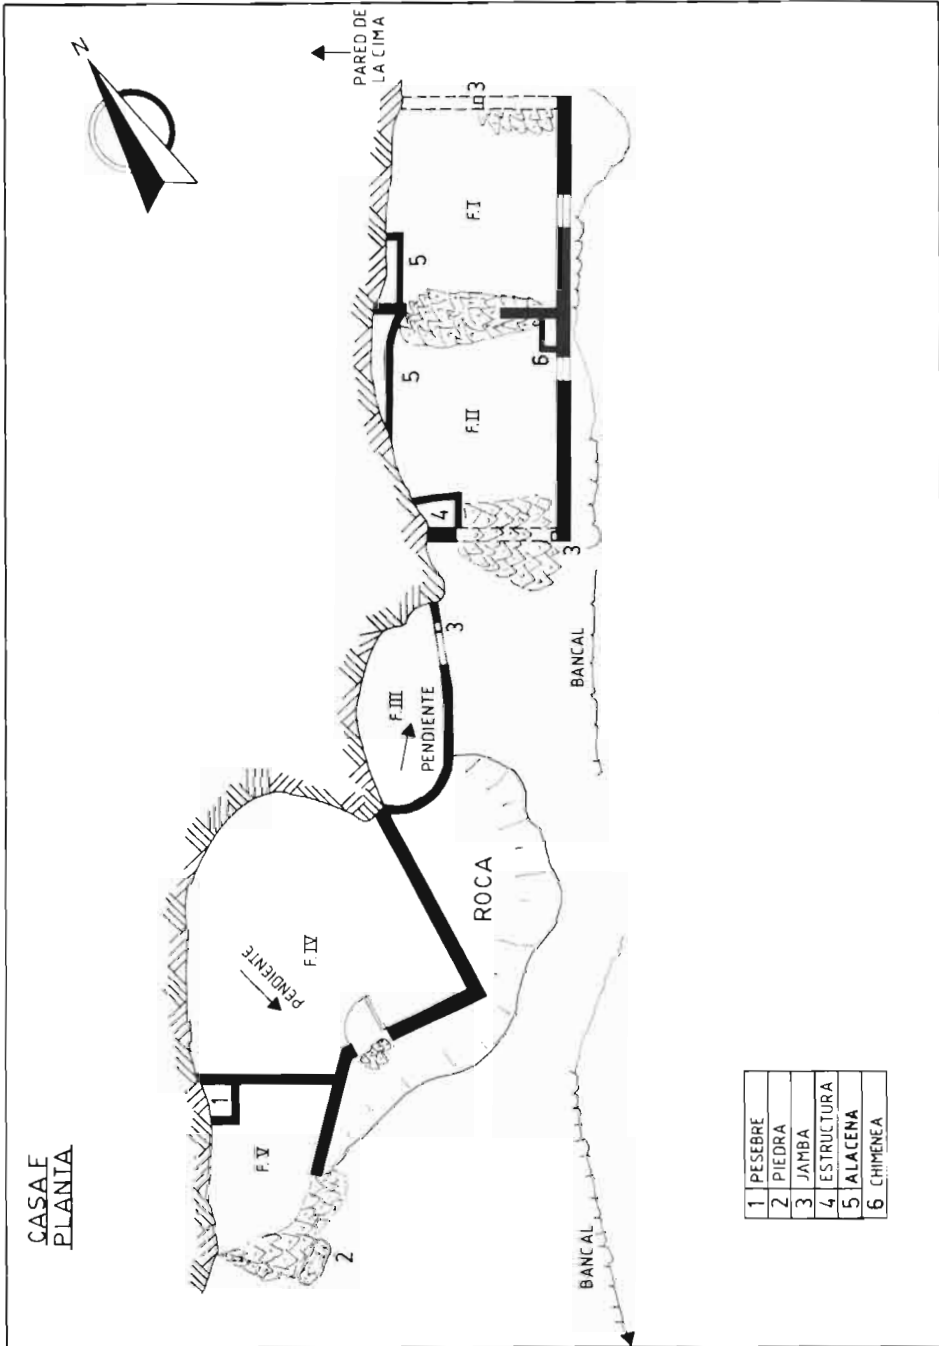 CASA F
PLANTA
N
PARED DE
LA CIMA
3
F.I
5
F.II
5
6
4
3
BANCAL
F.III
PENDIENTE
3
ROCA
F.IV
PENDIENTE
F.V
1
2
BANCAL
1 PESEBRE
2 PIEDRA
3 JAMBA
4 ESTRUCTURA
5 ALACENA
6 CHIMENEA